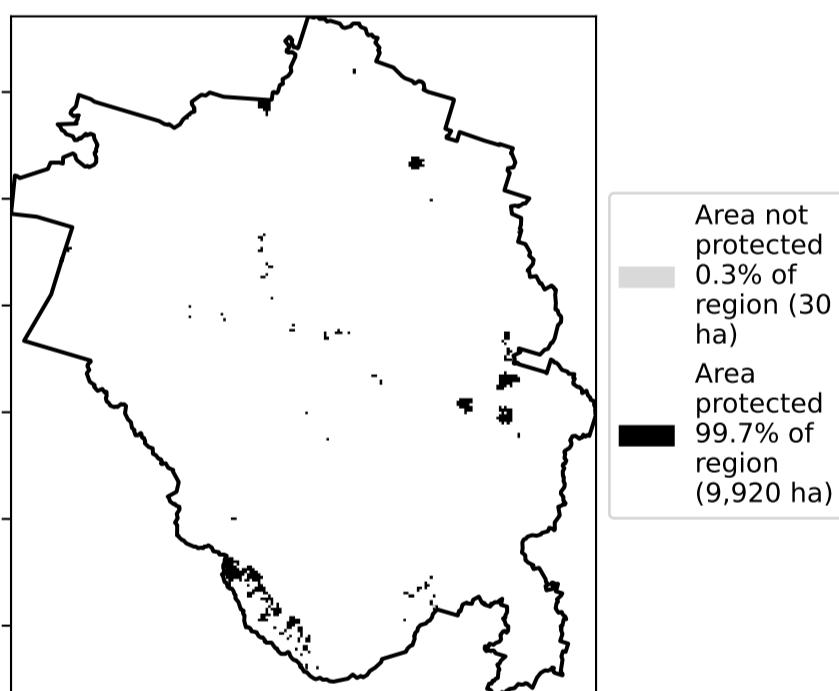 Area not
protected
0.3% of
region (30
ha)
Area
protected
99.7% of
region
(9,920 ha)